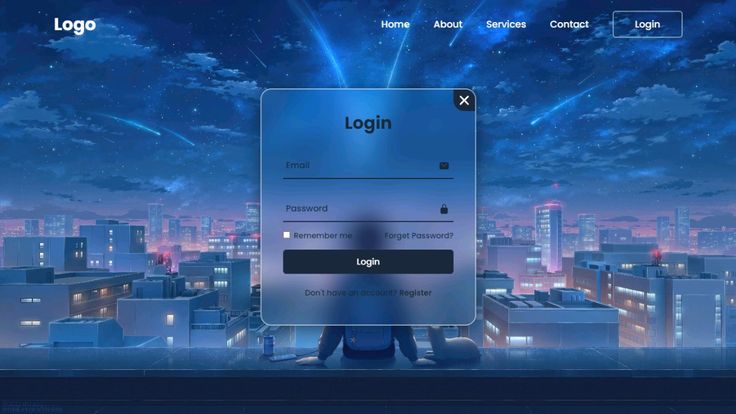 Logo
Home About Services Contact Login
Login
Email
Password
Remember me Forget Password?
Login
Don't have an account? Register